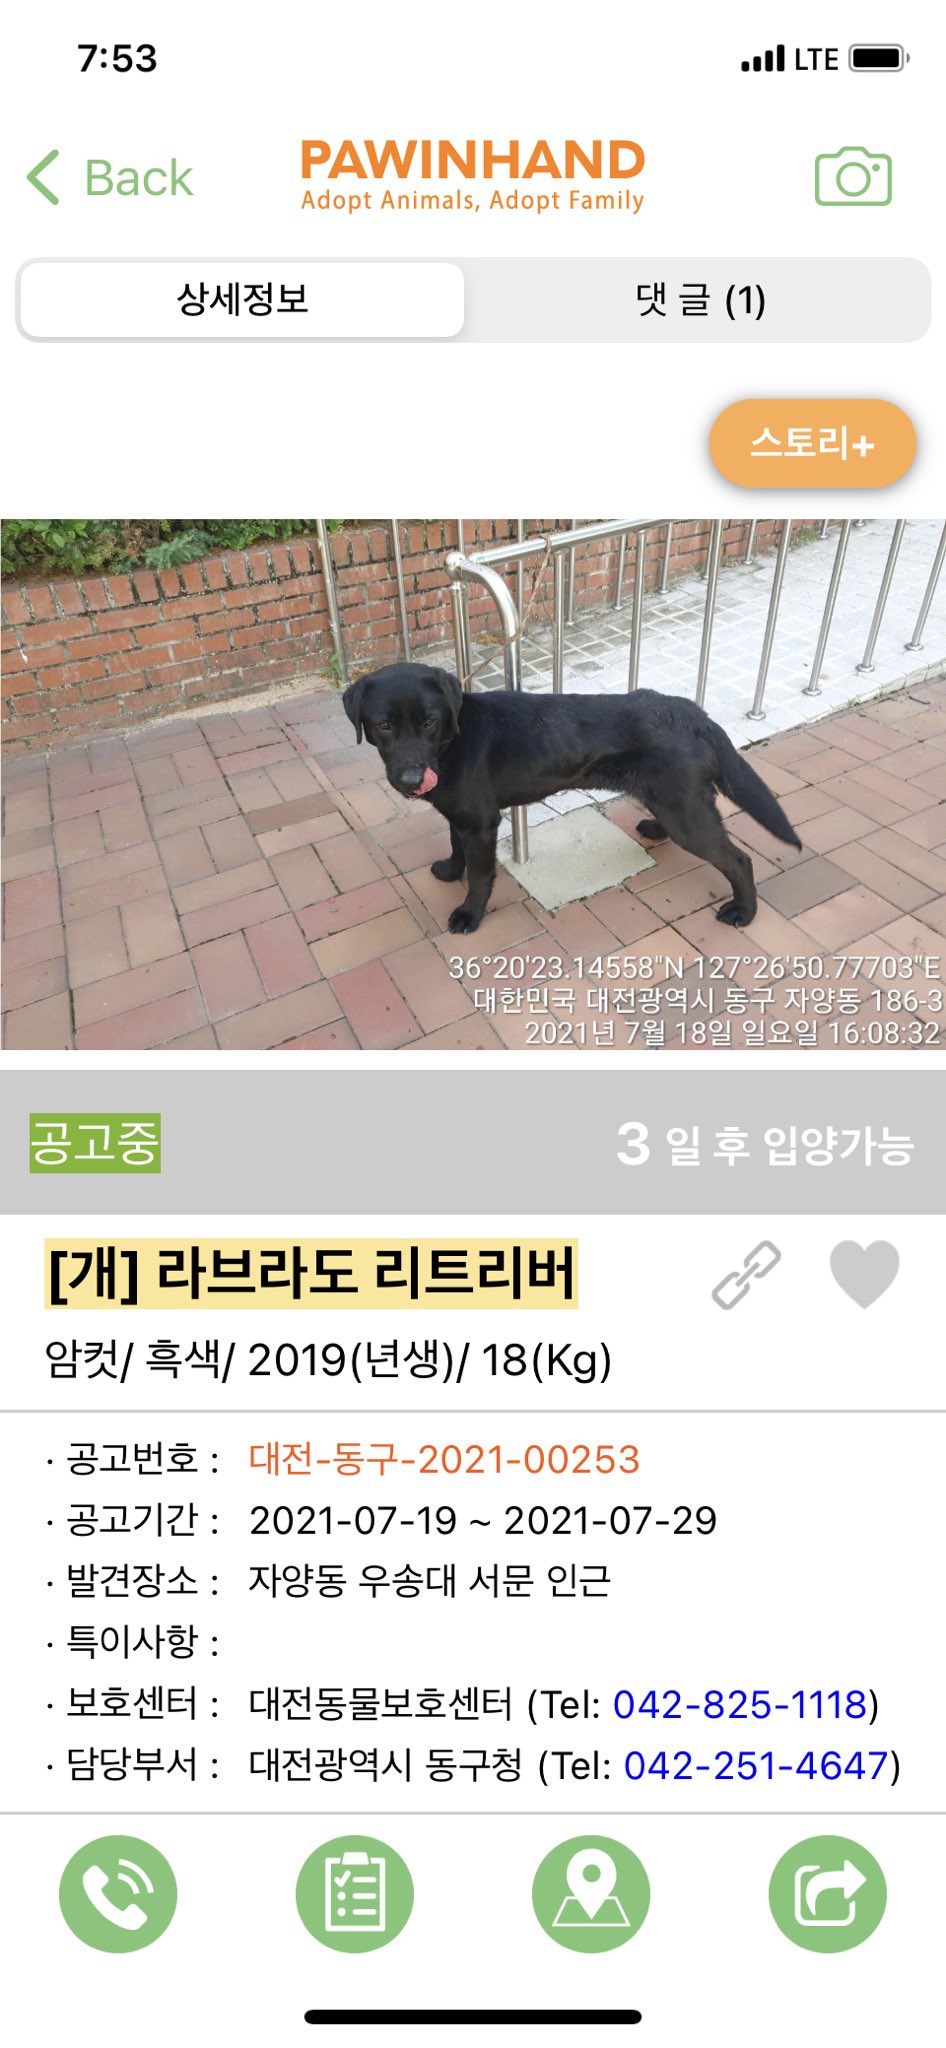 7:53
LTE
Back
PAWINHAND
Adopt Animals, Adopt Family
상세정보
댓 글 (1)
스토리+
36°20'23.14558"N 127°26'50.77703"E
대한민국 대전광역시 동구 자양동 186-3
2021년 7월 18일 일요일 16:08:32
공고중
3 일 후 입양가능
[개] 라브라도 리트리버
암컷/ 흑색/ 2019(년생)/ 18(Kg)
· 공고번호 : 대전-동구-2021-00253
· 공고기간 : 2021-07-19 ~ 2021-07-29
· 발견장소 : 자양동 우송대 서문 인근
· 특이사항 :
· 보호센터 : 대전동물보호센터 (Tel: 042-825-1118)
· 담당부서 : 대전광역시 동구청 (Tel: 042-251-4647)